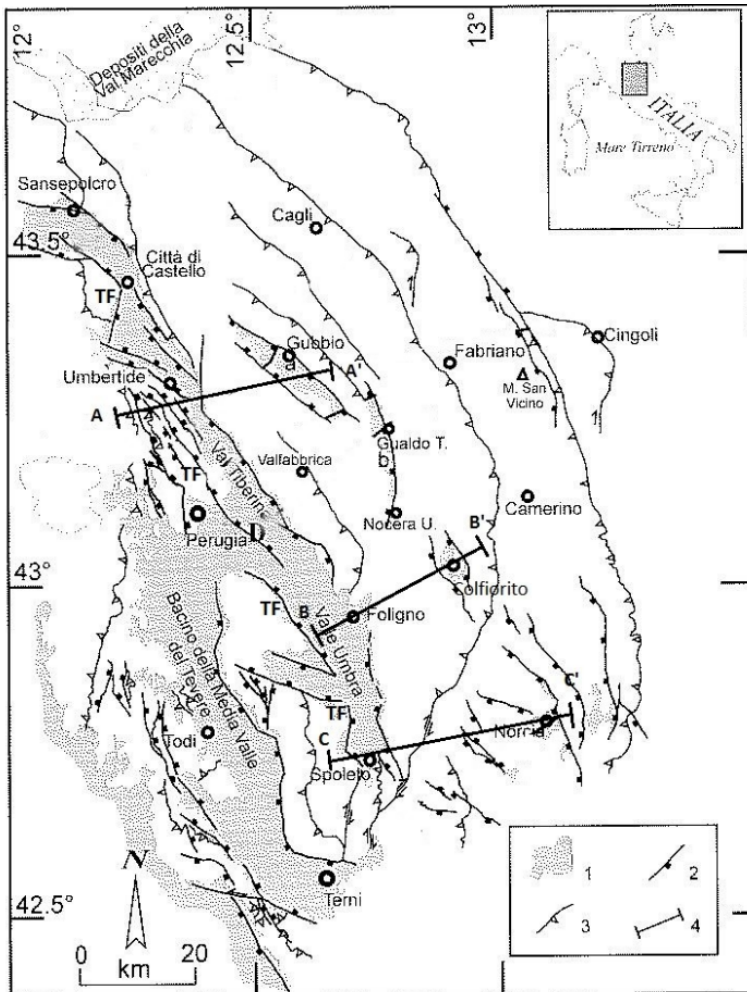 12°
12.5°
13°
Depositi della
Val Marecchia
ITALIA
Mare Tirreno
Sansepolcro
Cagli
43.5°
Città di
Castello
TF
Gubbio
a
A'
Fabriano
Cingoli
Umbertide
M. San
Vicino
A
Gualdo T.
b
TF
Val Tiberina
Valfabbrica
Camerino
Perugia
D
Nocera U.
B'
43°
Colfiorito
TF
B
Foligno
Valle Umbra
Bacino della Media Valle
del Tevere
C'
TF
Norcia
Todi
C
Spoleto
N
Terni
42.5°
0
20
km
1
2
3
4